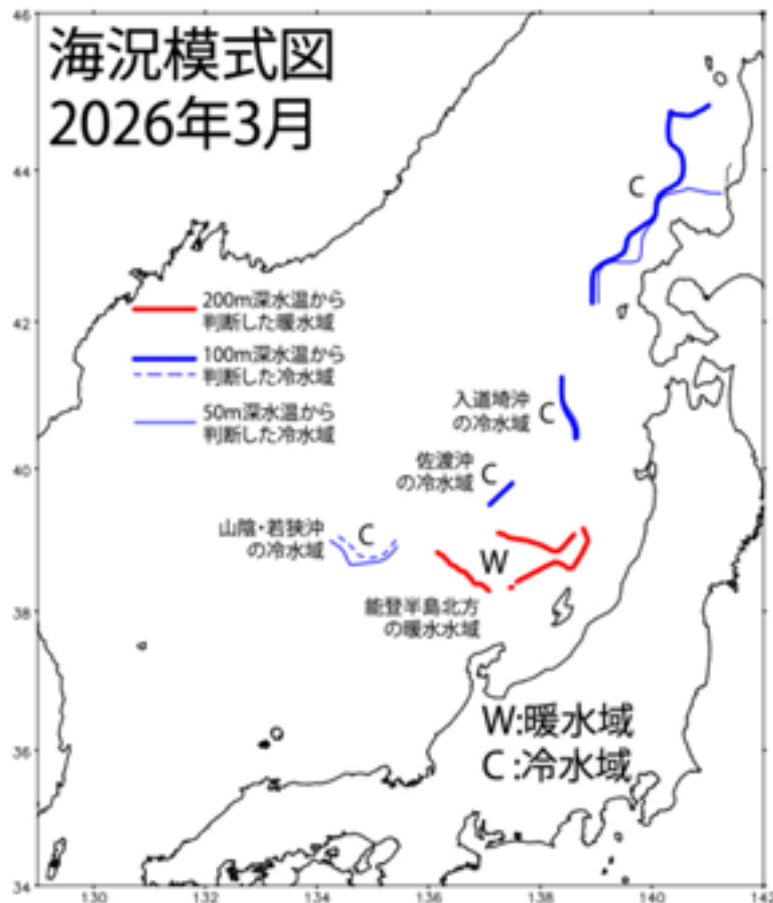 海況模式図
2026年3月
200m深水温から
判断した暖水域
100m深水温から
判断した冷水域
50m深水温から
判断した冷水域
C
入道埼沖
の冷水域
C
佐渡沖
の冷水域
C
山陰・若狭沖
の冷水域
C
W
能登半島北方
の暖水水域
W:暖水域
C:冷水域
46
44
42
40
38
36
34
130
132
134
136
138
140
142